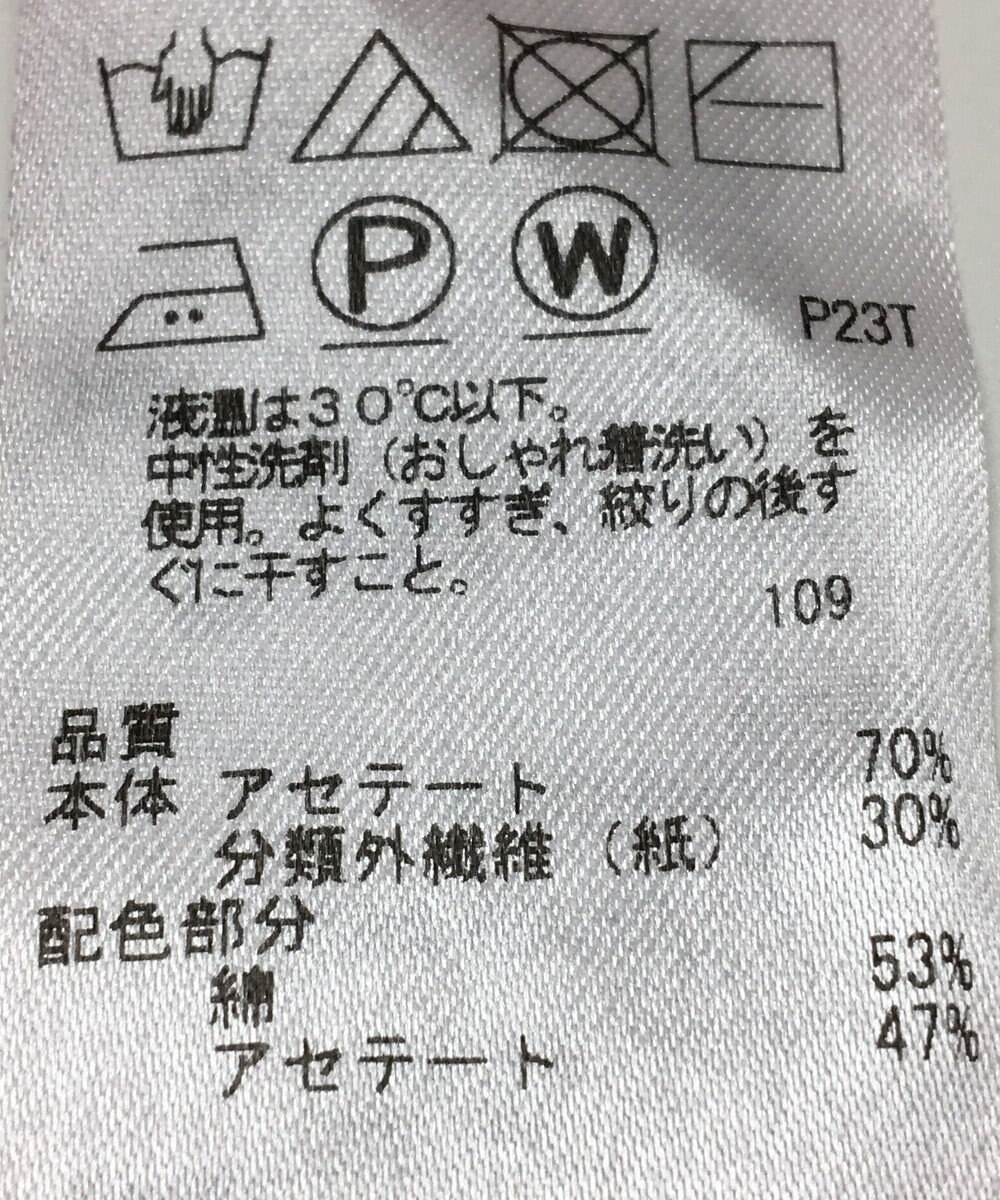 P W
P23T
液温は30℃以下。
中性洗剤（おしゃれ着洗い）を
使用。よくすすぎ、絞りの後す
ぐに干すこと。
109
品質
本体 アセテート 70%
分類外繊維（紙） 30%
配色部分
綿 53%
アセテート 47%